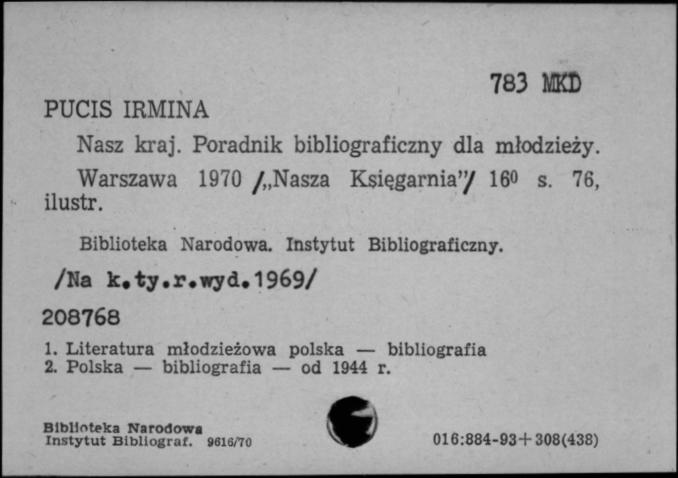 783 MKD
PUCIS IRMINA
Nasz kraj. Poradnik bibliograficzny dla młodzieży.
Warszawa 1970 /„Nasza Księgarnia”/ 16⁰ s. 76,
ilustr.
Biblioteka Narodowa. Instytut Bibliograficzny.
/Na k.ty.r.wyd.1969/
208768
1. Literatura młodzieżowa polska — bibliografia
2. Polska — bibliografia — od 1944 r.
Biblioteka Narodowa
Instytut Bibliograf. 9616/70
016:884-93+308(438)